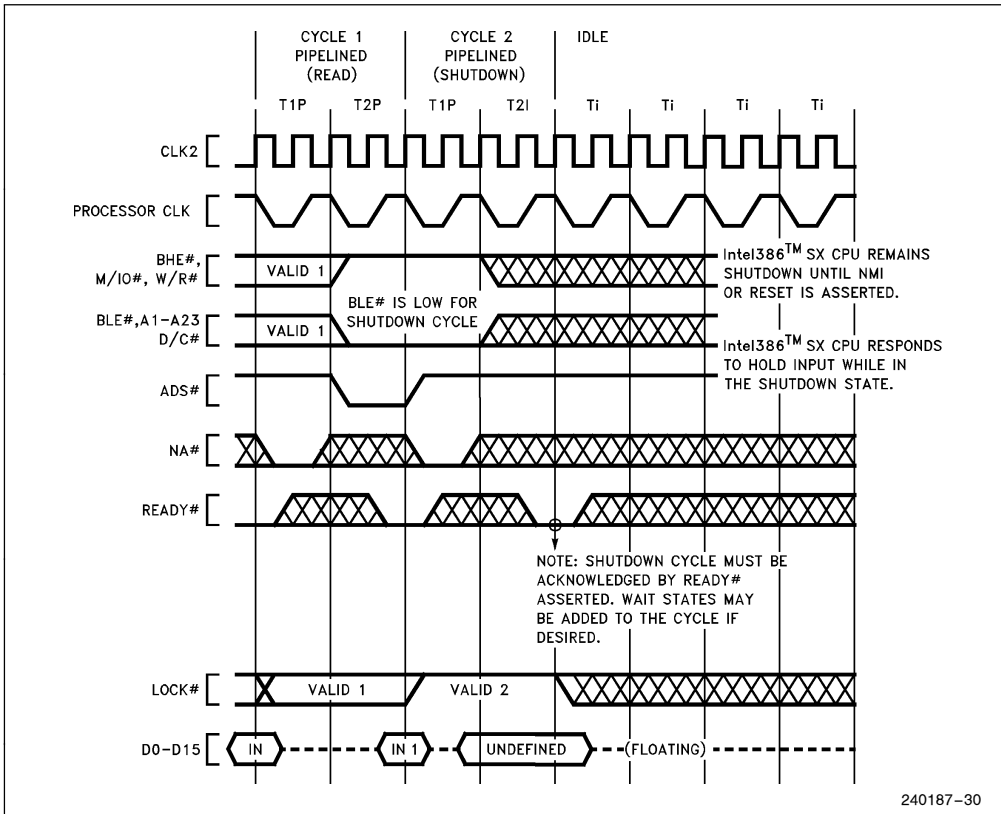 CYCLE 1
PIPELINED
(READ)
CYCLE 2
PIPELINED
(SHUTDOWN)
IDLE
T1P T2P T1P T2I Ti Ti Ti Ti
CLK2
PROCESSOR CLK
BHE#,
M/IO#, W/R#
VALID 1
Intel386™ SX CPU REMAINS
SHUTDOWN UNTIL NMI
OR RESET IS ASSERTED.
BLE# IS LOW FOR
SHUTDOWN CYCLE
BLE#,A1-A23
D/C#
VALID 1
Intel386™ SX CPU RESPONDS
TO HOLD INPUT WHILE IN
THE SHUTDOWN STATE.
ADS#
NA#
READY#
NOTE: SHUTDOWN CYCLE MUST BE
ACKNOWLEDGED BY READY#
ASSERTED. WAIT STATES MAY
BE ADDED TO THE CYCLE IF
DESIRED.
LOCK# VALID 1 VALID 2
D0-D15 IN IN 1 UNDEFINED (FLOATING)
240187-30